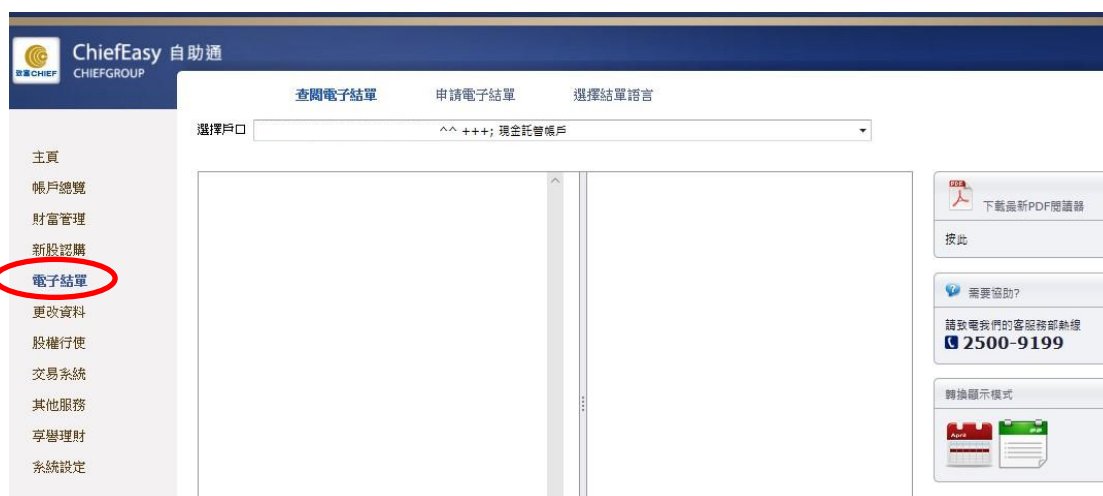 ChiefEasy 自助通
致富CHIEF CHIEFGROUP
查閱電子結單 申請電子結單 選擇結單語言
選擇戶口 ^^ +++; 現金託管帳戶
主頁
帳戶總覽
財富管理
新股認購
電子結單
更改資料
股權行使
交易系統
其他服務
享譽理財
系統設定
PDF
下載最新PDF閱讀器
按此
需要協助?
請致電我們的客服務部熱線
2500-9199
轉換顯示模式
April